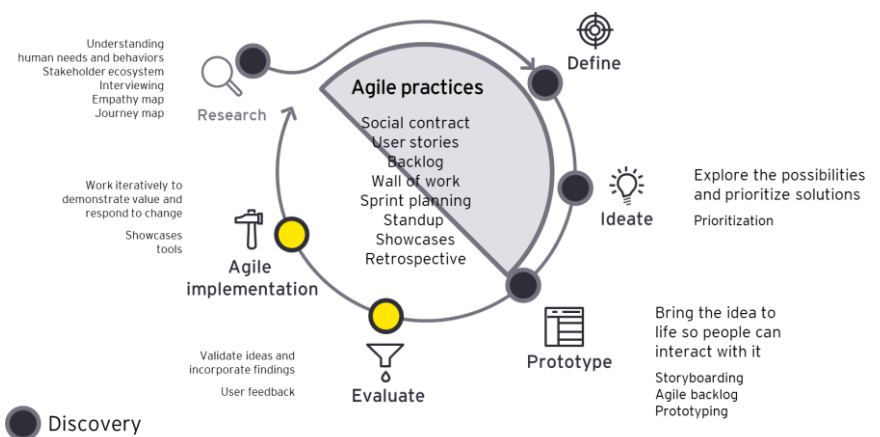 Understanding
human needs and behaviors
Stakeholder ecosystem
Interviewing
Empathy map
Journey map
Research
Define
Agile practices
Social contract
User stories
Backlog
Wall of work
Sprint planning
Standup
Showcases
Retrospective
Ideate
Explore the possibilities
and prioritize solutions
Prioritization
Prototype
Bring the idea to
life so people can
interact with it
Storyboarding
Agile backlog
Prototyping
Evaluate
Validate ideas and
incorporate findings
User feedback
Agile
implementation
Work iteratively to
demonstrate value and
respond to change
Showcases
tools
Discovery